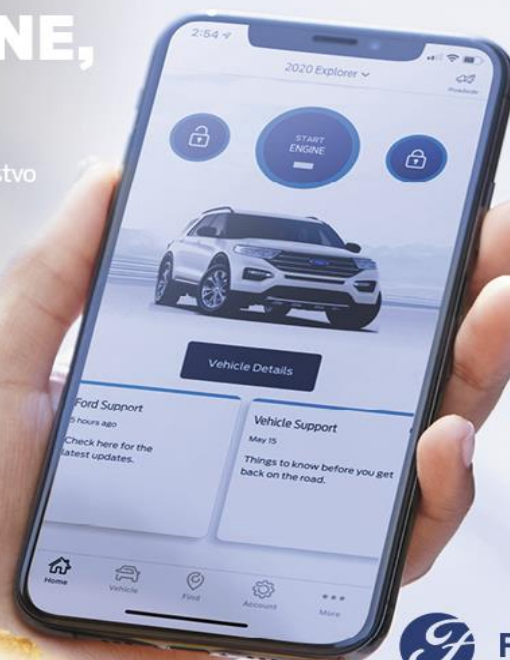 NE,
tvo
2:54
2020 Explorer
Roadside
START
ENGINE
Vehicle Details
Ford Support
5 hours ago
Check here for the
latest updates.
Vehicle Support
May 15
Things to know before you get
back on the road.
Home
Vehicle
Find
Account
More
F